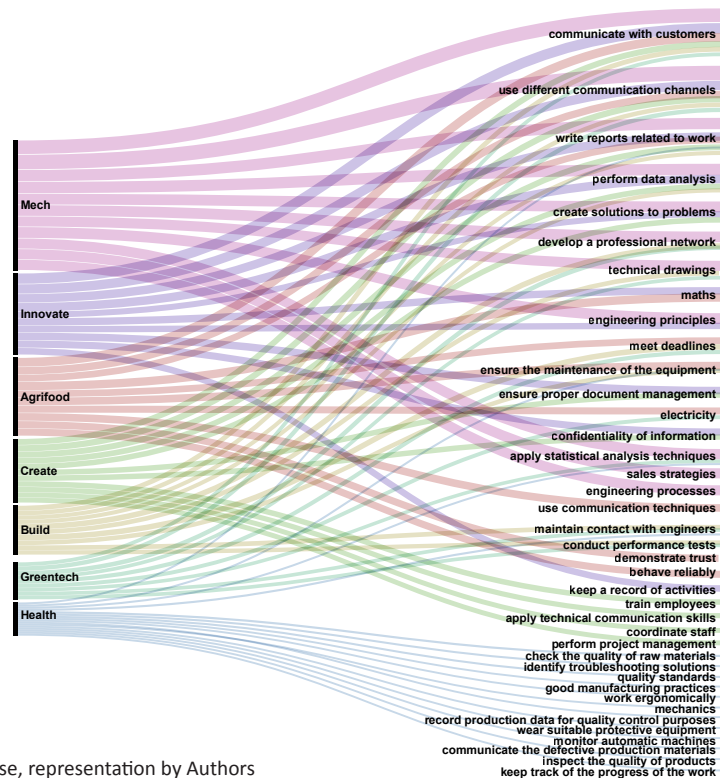 Mech
Innovate
Agrifood
Create
Build
Greentech
Health
communicate with customers
use different communication channels
write reports related to work
perform data analysis
create solutions to problems
develop a professional network
technical drawings
maths
engineering principles
meet deadlines
ensure the maintenance of the equipment
ensure proper document management
electricity
confidentiality of information
apply statistical analysis techniques
sales strategies
engineering processes
use communication techniques
maintain contact with engineers
conduct performance tests
demonstrate trust
behave reliably
keep a record of activities
train employees
apply technical communication skills
coordinate staff
perform project management
check the quality of raw materials
identify troubleshooting solutions
quality standards
good manufacturing practices
work ergonomically
mechanics
record production data for quality control purposes
wear suitable protective equipment
monitor automatic machines
communicate the defective production materials
inspect the quality of products
keep track of the progress of the work
se, representation by Authors